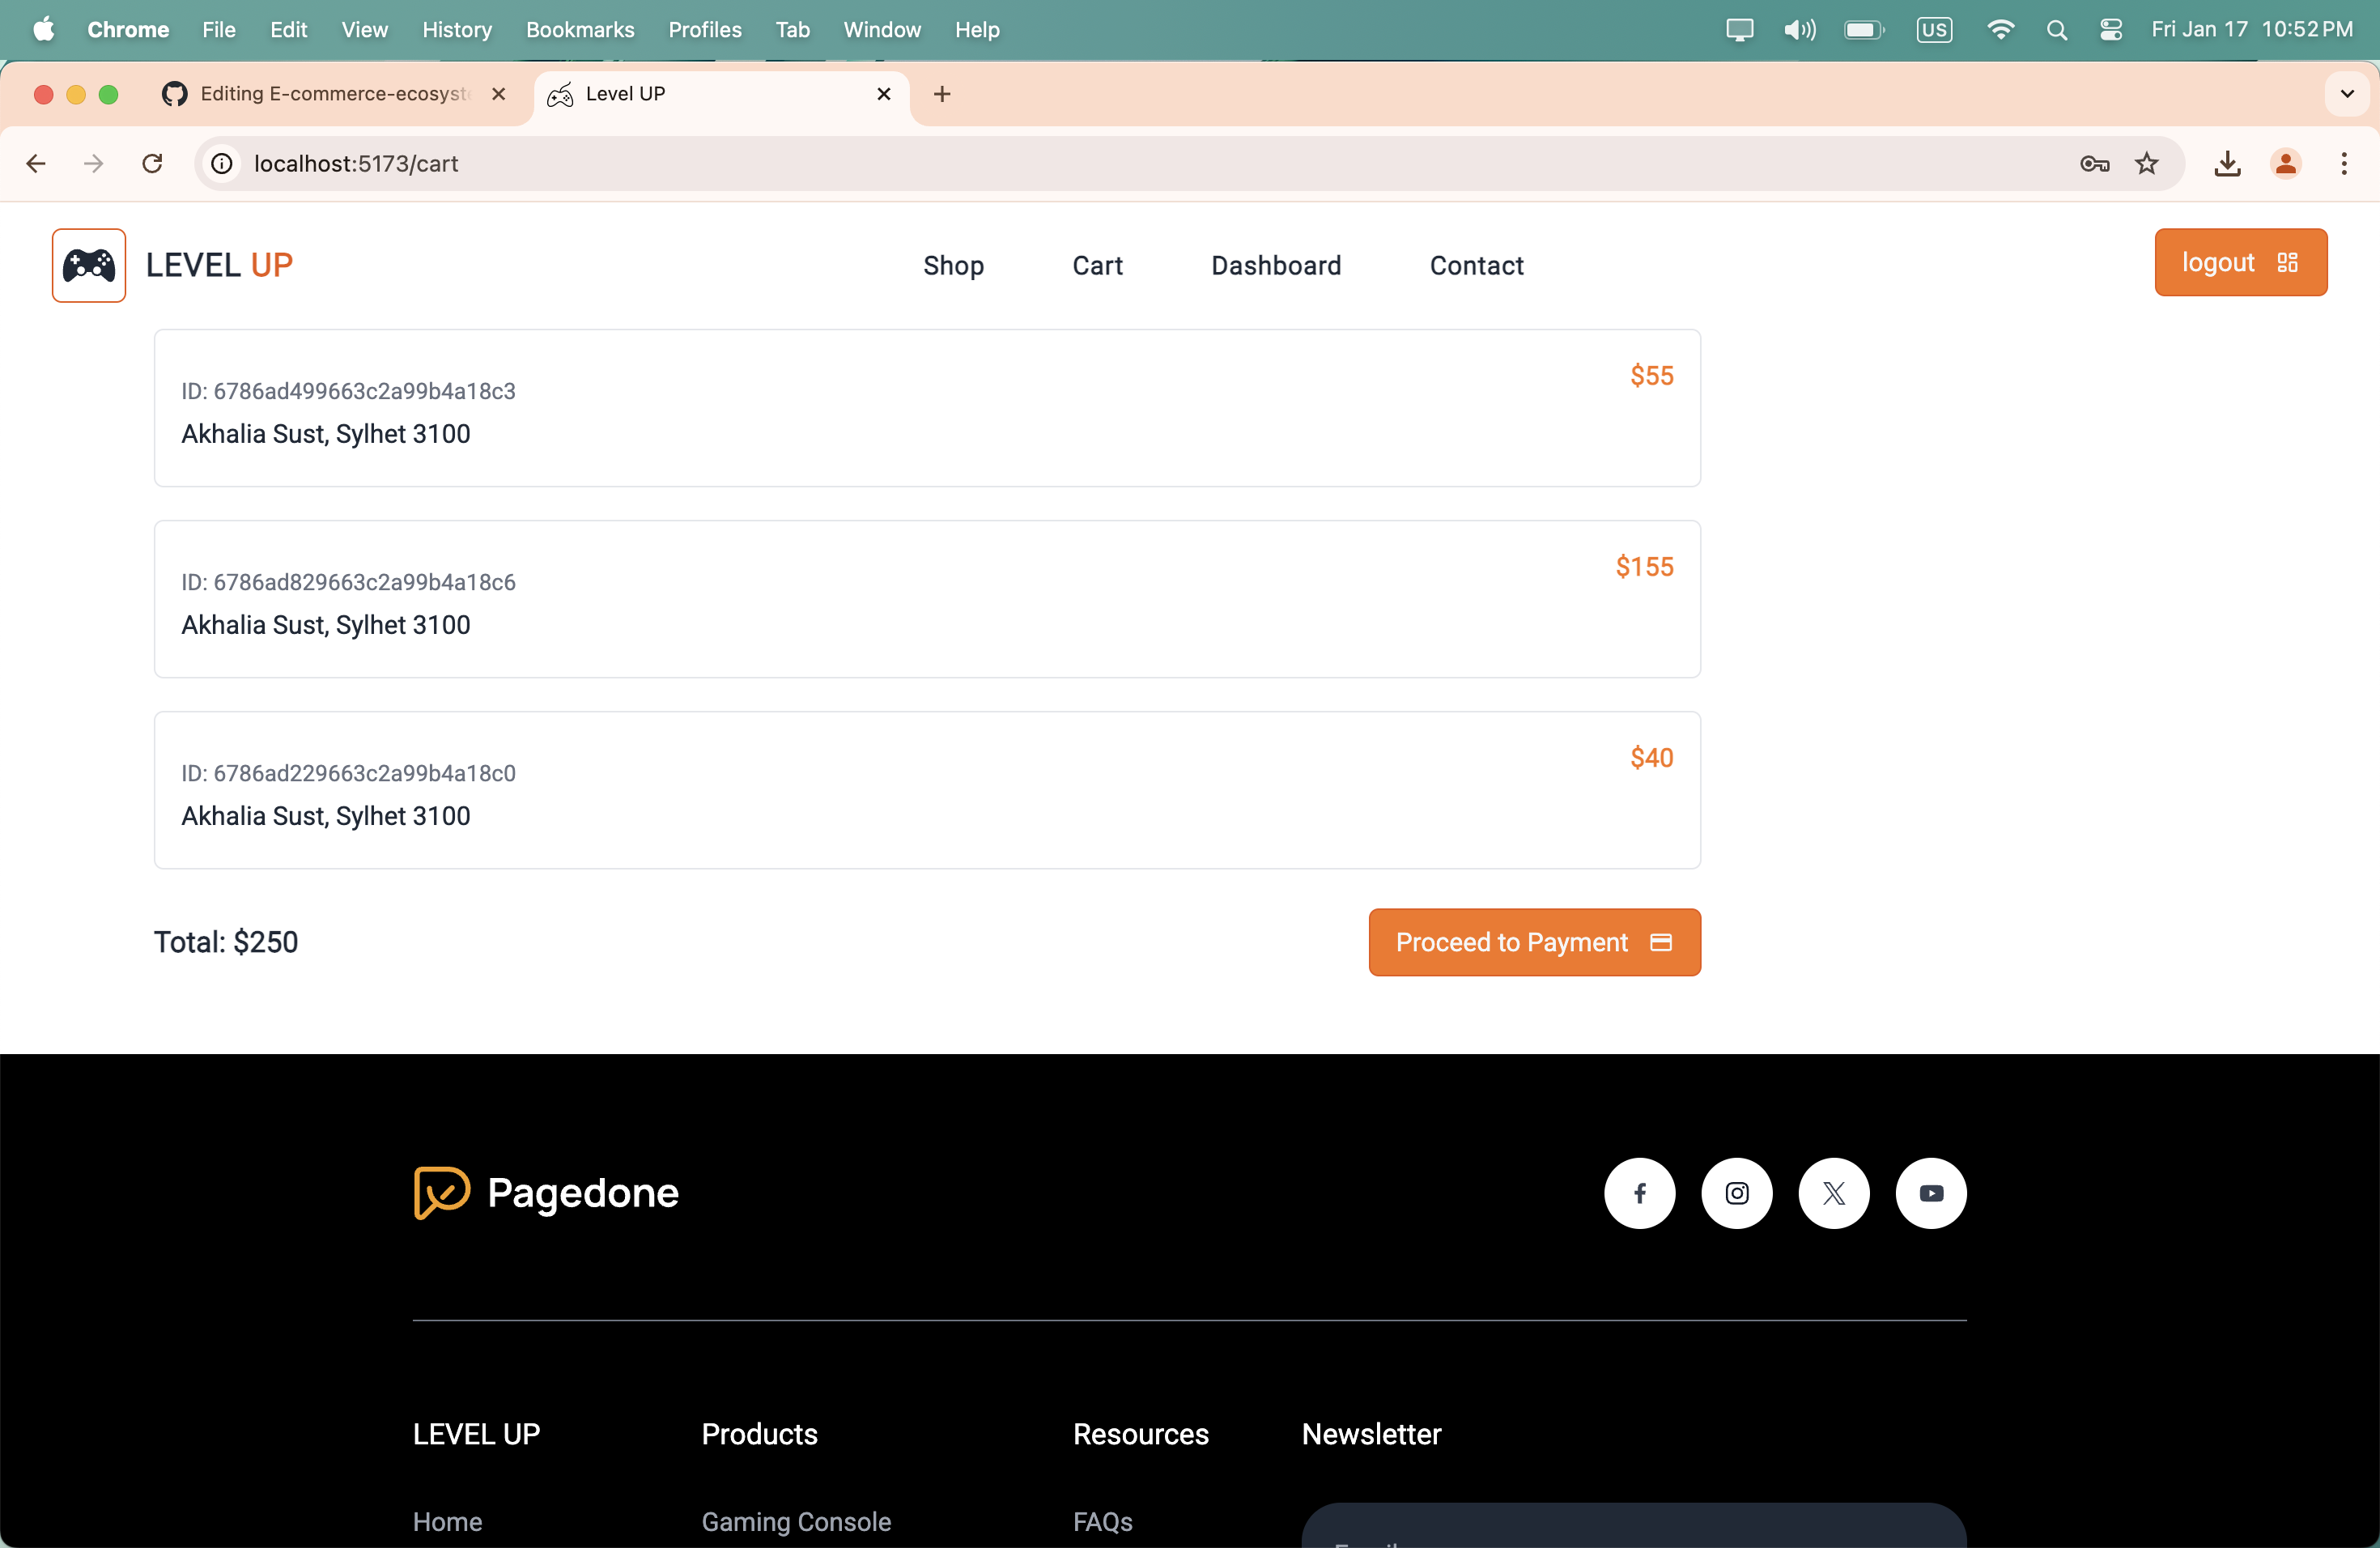 Chrome File Edit View History Bookmarks Profiles Tab Window Help US Fri Jan 17 10:52 PM
Editing E-commerce-ecosyst Level UP
localhost:5173/cart
LEVEL UP Shop Cart Dashboard Contact logout
$55
ID: 6786ad499663c2a99b4a18c3
Akhalia Sust, Sylhet 3100
$155
ID: 6786ad829663c2a99b4a18c6
Akhalia Sust, Sylhet 3100
$40
ID: 6786ad229663c2a99b4a18c0
Akhalia Sust, Sylhet 3100
Total: $250 Proceed to Payment
Pagedone
LEVEL UP Products Resources Newsletter
Home Gaming Console FAQs